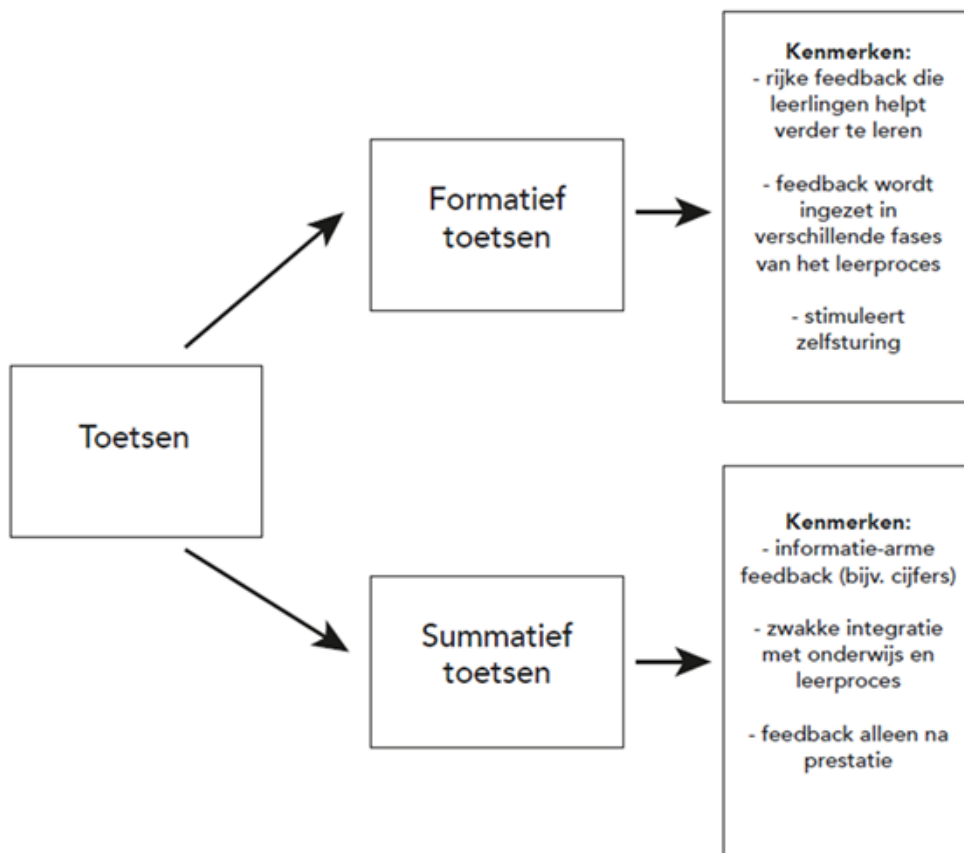 Toetsen
Formatief
toetsen
Kenmerken:
- rijke feedback die
leerlingen helpt
verder te leren
- feedback wordt
ingezet in
verschillende fases
van het leerproces
- stimuleert
zelfsturing
Summatief
toetsen
Kenmerken:
- informatie-arme
feedback (bijv. cijfers)
- zwakke integratie
met onderwijs en
leerproces
- feedback alleen na
prestatie